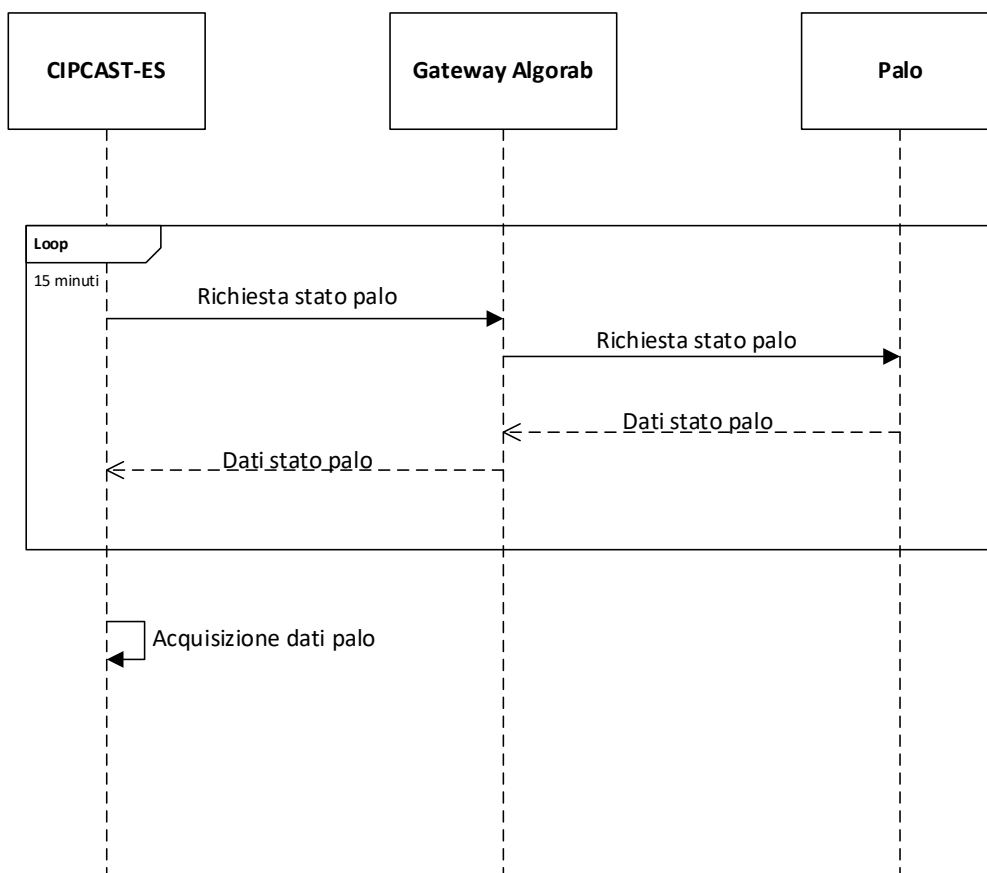 CIPCAST-ES
Gateway Algorab
Palo
Loop
15 minuti
Richiesta stato palo
Richiesta stato palo
Dati stato palo
Dati stato palo
Acquisizione dati palo